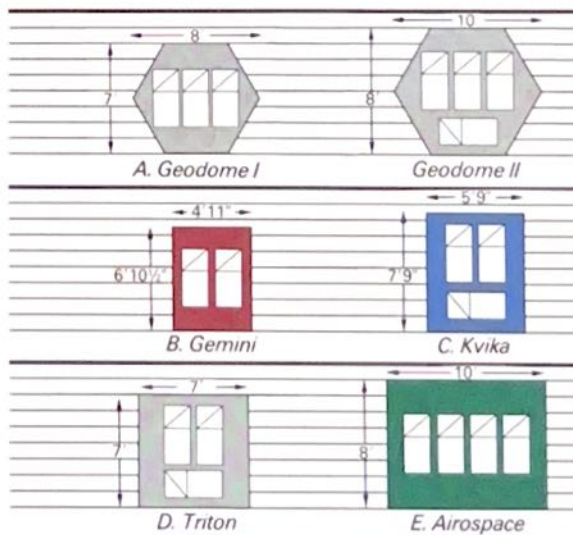 8
7'
A. Geodome I
10
8'
Geodome II
4'11"
6'10½"
B. Gemini
5'9"
7'9"
C. Kvika
7'
7'
D. Triton
10
8'
E. Airospace